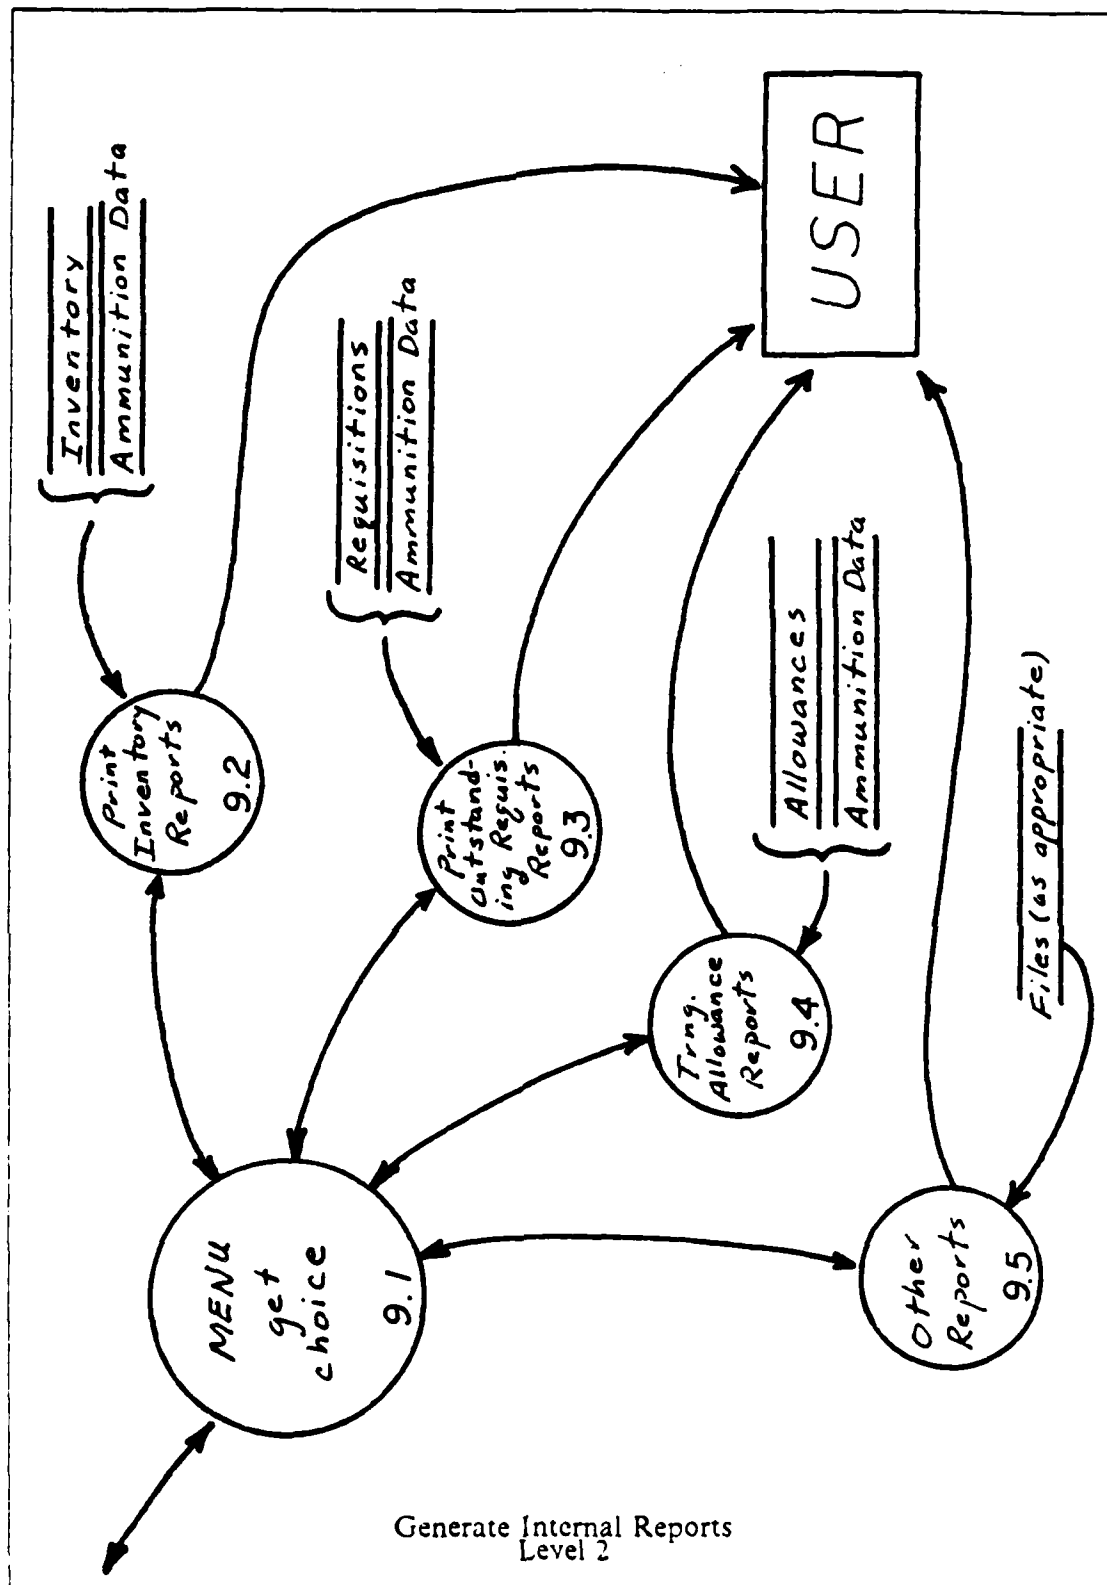 Inventory
Ammunition Data
Requisitions
Ammunition Data
Allowances
Ammunition Data
Files (as appropriate)
USER
Print
Inventory
Reports
9.2
Print
Outstand-
ing Requis.
Reports
9.3
Trng.
Allowance
Reports
9.4
Other
Reports
9.5
MENU
get
choice
9.1
Generate Internal Reports
Level 2